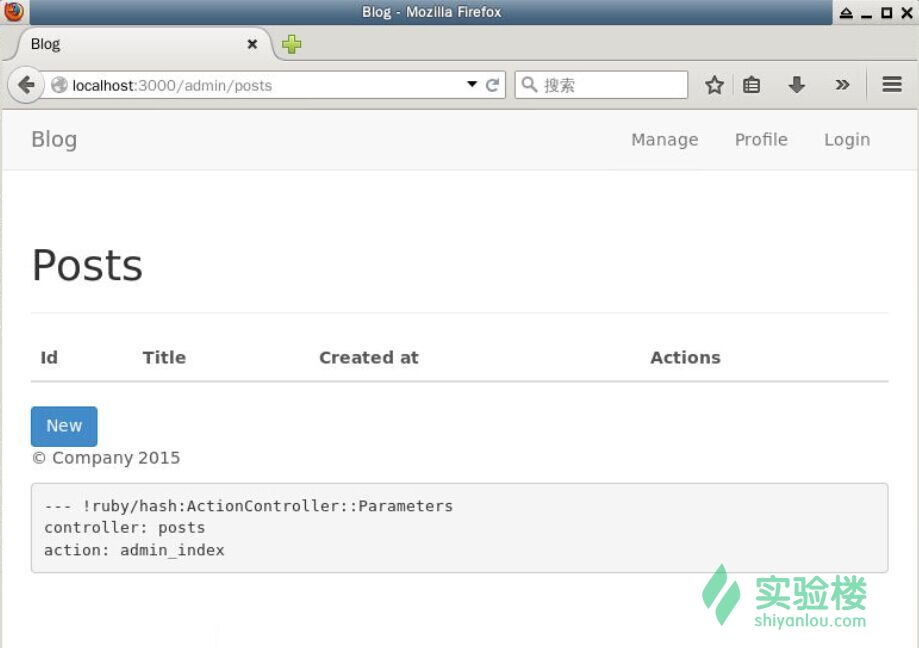 Blog - Mozilla Firefox
Blog
localhost:3000/admin/posts
搜索
Blog Manage Profile Login
Posts
Id Title Created at Actions
New
© Company 2015
--- !ruby/hash:ActionController::Parameters
controller: posts
action: admin_index
实验楼
shiyanlou.com